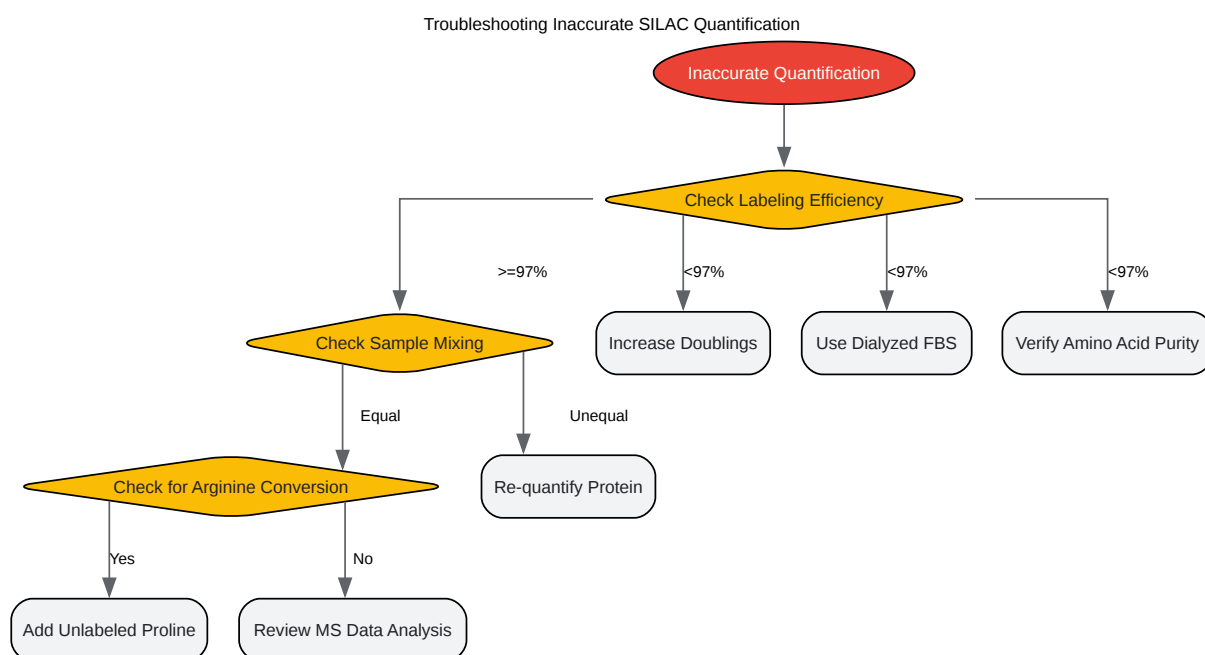 Troubleshooting Inaccurate SILAC Quantification
Inaccurate Quantification
Check Labeling Efficiency
>=97%
<97%
<97%
<97%
Check Sample Mixing
Increase Doublings
Use Dialyzed FBS
Verify Amino Acid Purity
Equal
Unequal
Check for Arginine Conversion
Re-quantify Protein
Yes
No
Add Unlabeled Proline
Review MS Data Analysis